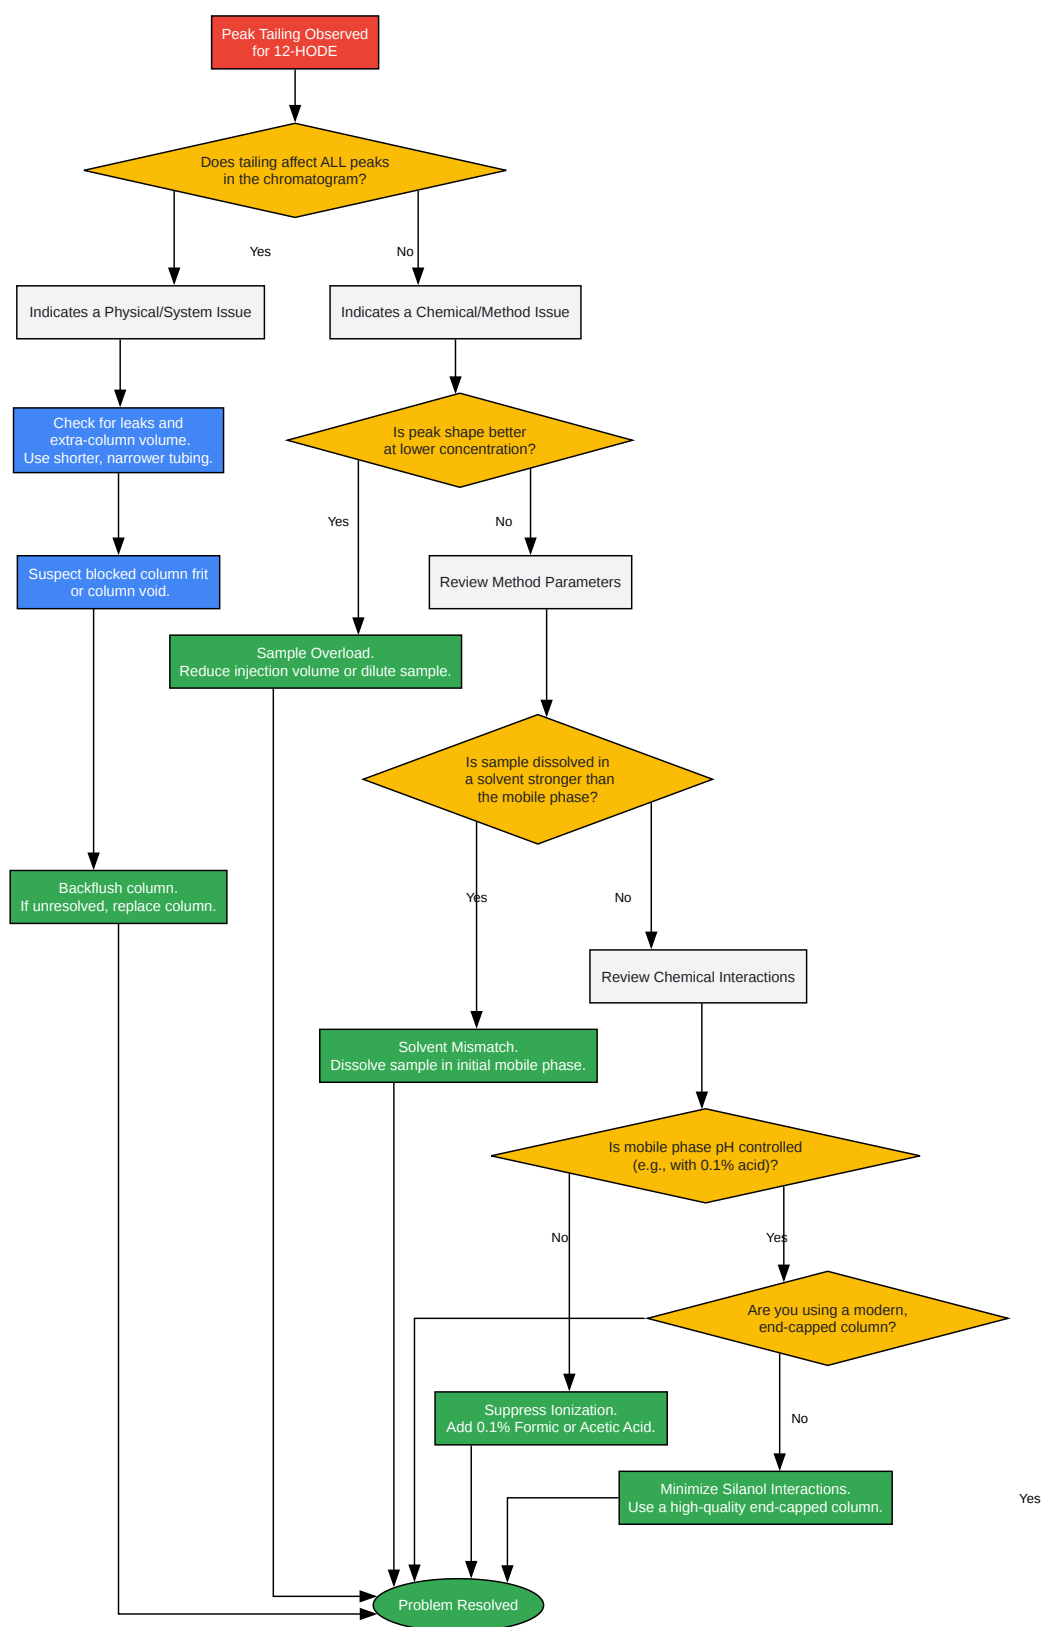 Peak Tailing Observed
for 12-HODE
Does tailing affect ALL peaks
in the chromatogram?
Yes
No
Indicates a Physical/System Issue
Indicates a Chemical/Method Issue
Check for leaks and
extra-column volume.
Use shorter, narrower tubing.
Is peak shape better
at lower concentration?
Yes
No
Suspect blocked column frit
or column void.
Review Method Parameters
Sample Overload.
Reduce injection volume or dilute sample.
Is sample dissolved in
a solvent stronger than
the mobile phase?
Backflush column.
If unresolved, replace column.
Yes
No
Review Chemical Interactions
Solvent Mismatch.
Dissolve sample in initial mobile phase.
Is mobile phase pH controlled
(e.g., with 0.1% acid)?
No
Yes
Are you using a modern,
end-capped column?
Suppress Ionization.
Add 0.1% Formic or Acetic Acid.
No
Minimize Silanol Interactions.
Use a high-quality end-capped column.
Yes
Problem Resolved